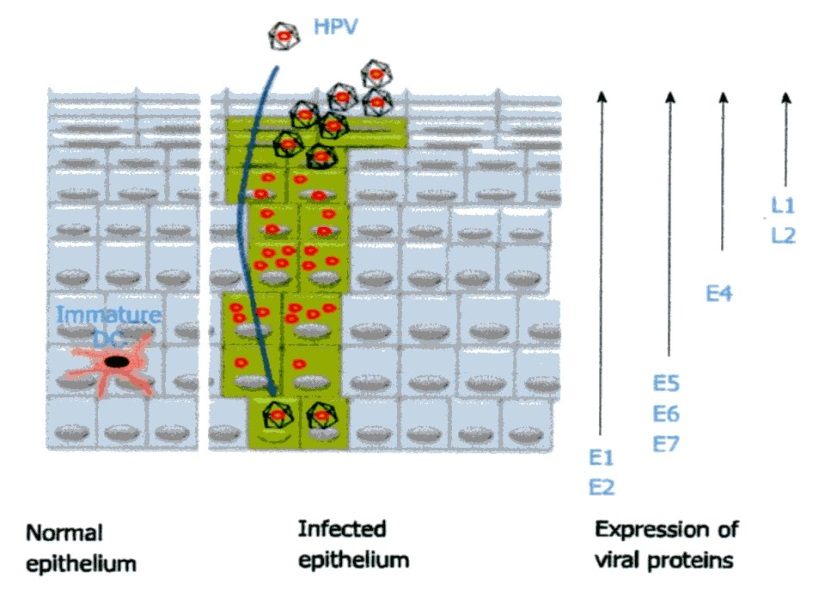 HPV
Immature
DC
L1
L2
E4
E5
E6
E7
E1
E2
Normal
epithelium
Infected
epithelium
Expression of
viral proteins